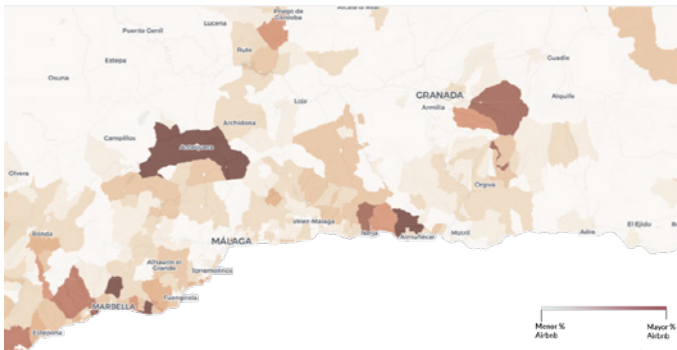 Priego de
Córdoba
Lucena
Puente Genil
Rute
Estepa
Guadix
Osuna
GRANADA
Alquife
Loja
Armilla
Archidona
Campillos
Antequera
Olvera
Orgiva
Vélez-Málaga
Nerja
Almuñécar
Motril
Adra
El Ejido
Ronda
MÁLAGA
Alhaurín el
Grande
Torremolinos
Fuengirola
MARBELLA
Estepona
Menor %
Airbnb
Mayor %
Airbnb